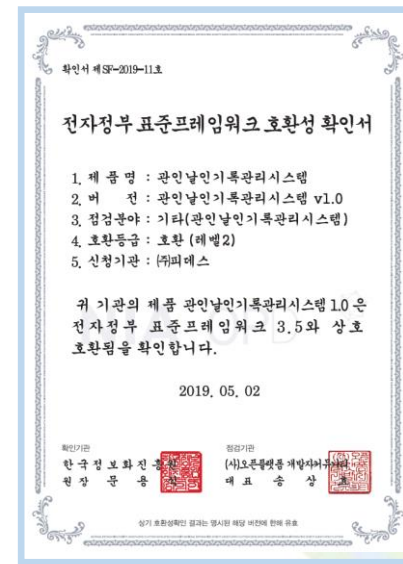 확인서 제SF-2019-11호
전자정부 표준프레임워크 호환성 확인서
1. 제 품 명 : 관인날인기록관리시스템
2. 버 전 : 관인날인기록관리시스템 v1.0
3. 점검분야 : 기타(관인날인기록관리시스템)
4. 호환등급 : 호환 (레벨2)
5. 신청기관 : ㈜피데스
귀 기관의 제품 관인날인기록관리시스템 1.0 은
전자정부 표준프레임워크 3.5와 상호
호환됨을 확인합니다.
2019. 05. 02
확인기관
한 국 정 보 화 진 흥
원 장 문 용
점검기관
(사)오픈플랫폼 개발자커뮤니티
대 표 송 상
상기 호환성확인 결과는 명시된 해당 버전에 한해 유효